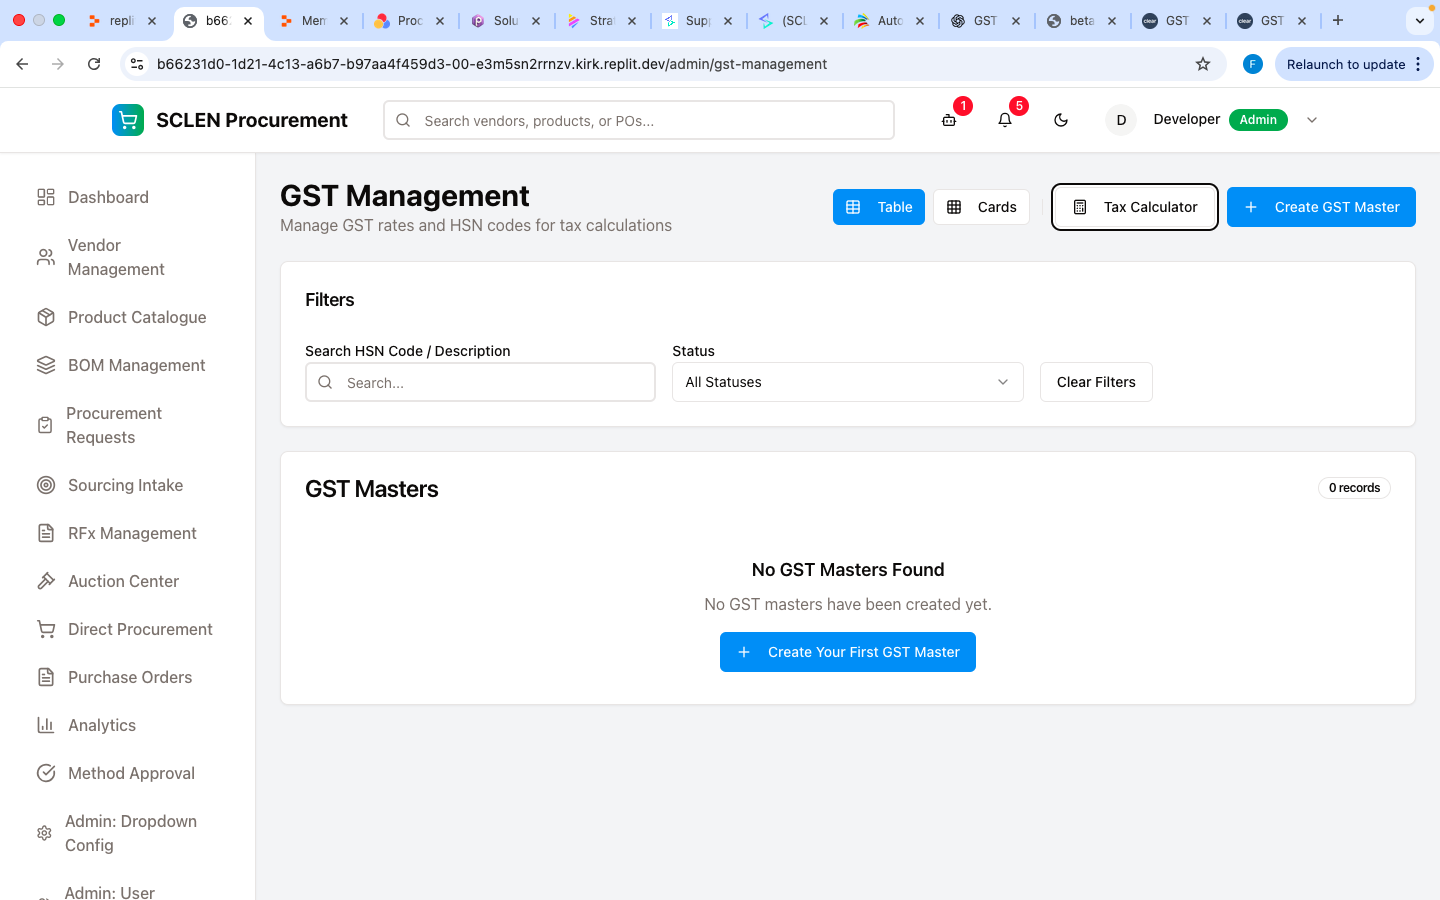 repli
b66
Mem
Proc
Solu
Strat
Supp
(SCL
Auto
GST
beta
GST
GST
b66231d0-1d21-4c13-a6b7-b97aa4f459d3-00-e3m5sn2rrnzv.kirk.replit.dev/admin/gst-management
F
Relaunch to update
SCLEN Procurement
Search vendors, products, or POs...
1
5
D
Developer
Admin
Dashboard
Vendor
Management
Product Catalogue
BOM Management
Procurement
Requests
Sourcing Intake
RFx Management
Auction Center
Direct Procurement
Purchase Orders
Analytics
Method Approval
Admin: Dropdown
Config
Admin: User
GST Management
Manage GST rates and HSN codes for tax calculations
Table
Cards
Tax Calculator
Create GST Master
Filters
Search HSN Code / Description
Search...
Status
All Statuses
Clear Filters
GST Masters
0 records
No GST Masters Found
No GST masters have been created yet.
Create Your First GST Master